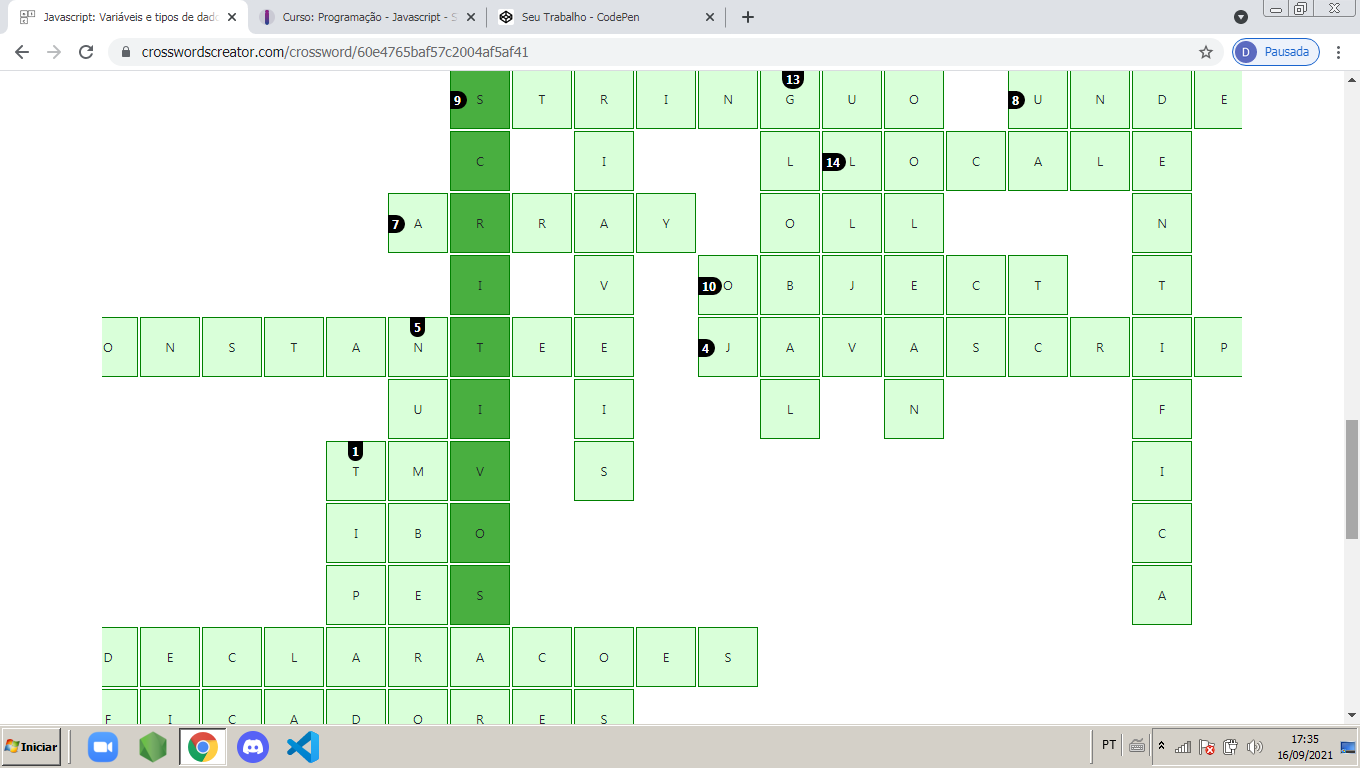 Javascript: Variáveis e tipos de dado
Curso: Programação - Javascript - S
Seu Trabalho - CodePen
crosswordscreator.com/crossword/60e4765baf57c2004af5af41
D Pausada
9 S T R I N 13 G U O 8 U N D E
C I L 14 L O C A L E
7 A R R A Y O L L N
I V 10 O B J E C T T
O N S T A 5 N T E E 4 J A V A S C R I P
U I I L N F
1 T M V S I
I B O C
P E S A
D E C L A R A C O E S
F I C A D O R E S
Iniciar
PT
17:35
16/09/2021